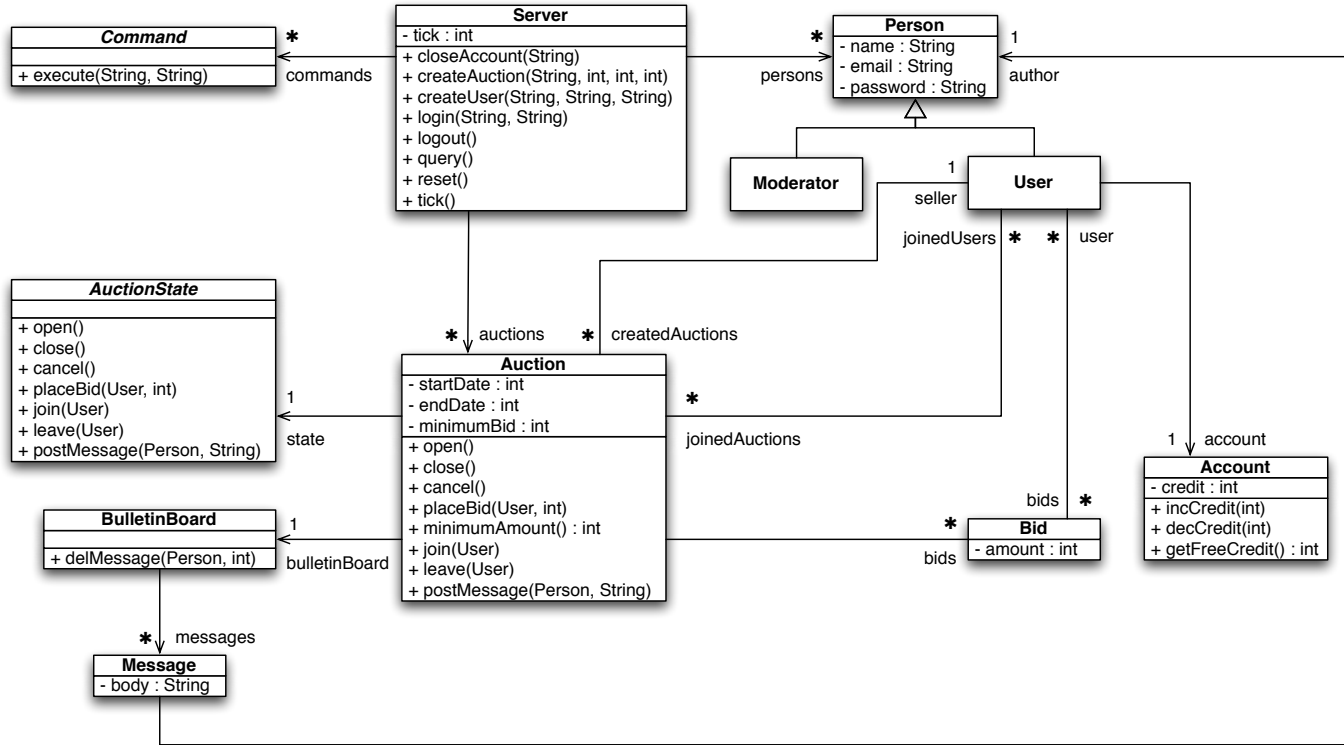 Command
+ execute(String, String)
*
commands
Server
- tick : int
+ closeAccount(String)
+ createAuction(String, int, int, int)
+ createUser(String, String, String)
+ login(String, String)
+ logout()
+ query()
+ reset()
+ tick()
*
persons
Person
- name : String
- email : String
- password : String
1
author
Moderator
User
1
seller
joinedUsers *
* user
AuctionState
+ open()
+ close()
+ cancel()
+ placeBid(User, int)
+ join(User)
+ leave(User)
+ postMessage(Person, String)
1
state
* auctions
* createdAuctions
Auction
- startDate : int
- endDate : int
- minimumBid : int
+ open()
+ close()
+ cancel()
+ placeBid(User, int)
+ minimumAmount() : int
+ join(User)
+ leave(User)
+ postMessage(Person, String)
*
joinedAuctions
1 account
Account
- credit : int
+ incCredit(int)
+ decCredit(int)
+ getFreeCredit() : int
bids *
*
bids
Bid
- amount : int
BulletinBoard
+ delMessage(Person, int)
1
bulletinBoard
* messages
Message
- body : String